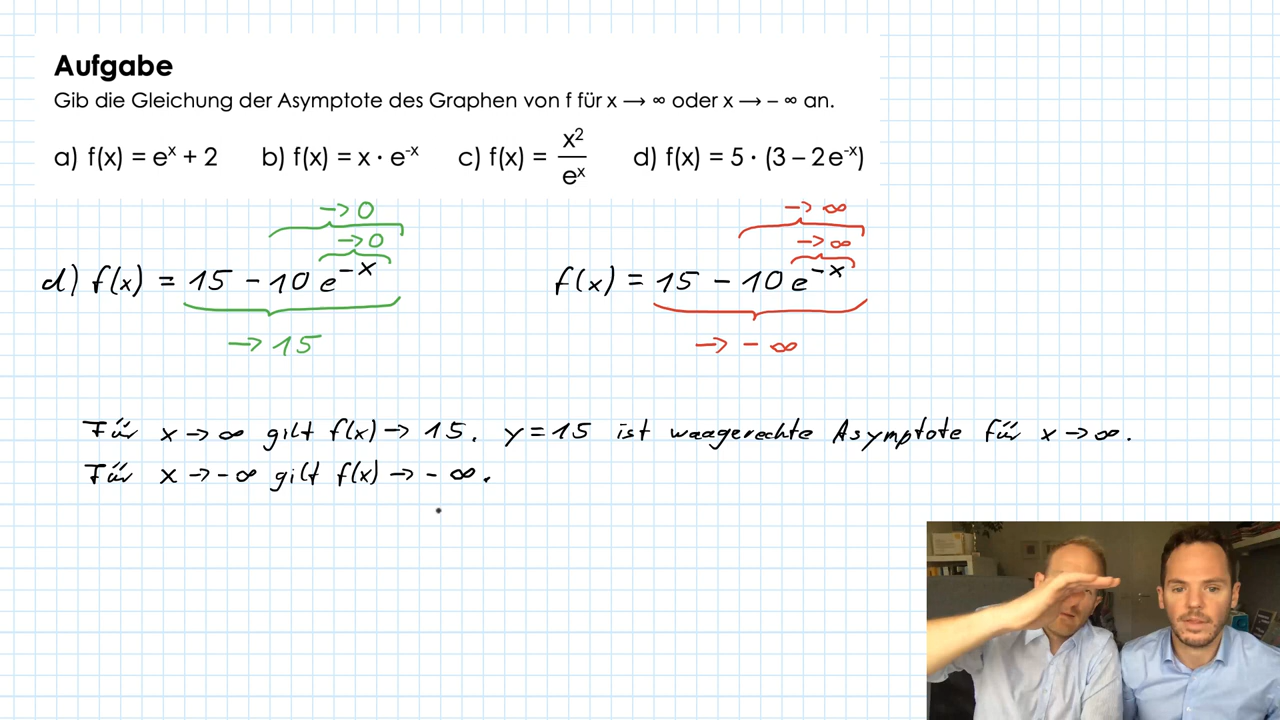 Aufgabe
Gib die Gleichung der Asymptote des Graphen von f für x → ∞ oder x → – ∞ an.
a) f(x) = eˣ + 2 b) f(x) = x · e⁻ˣ c) f(x) = x²/eˣ d) f(x) = 5 · (3 – 2e⁻ˣ)
→ 0 → ∞
→ 0 → ∞
d) f(x) = 15 - 10 e⁻ˣ f(x) = 15 - 10 e⁻ˣ
→ 15 → - ∞
Für x → ∞ gilt f(x) → 15. y = 15 ist waagerechte Asymptote für x → ∞.
Für x → - ∞ gilt f(x) → - ∞.